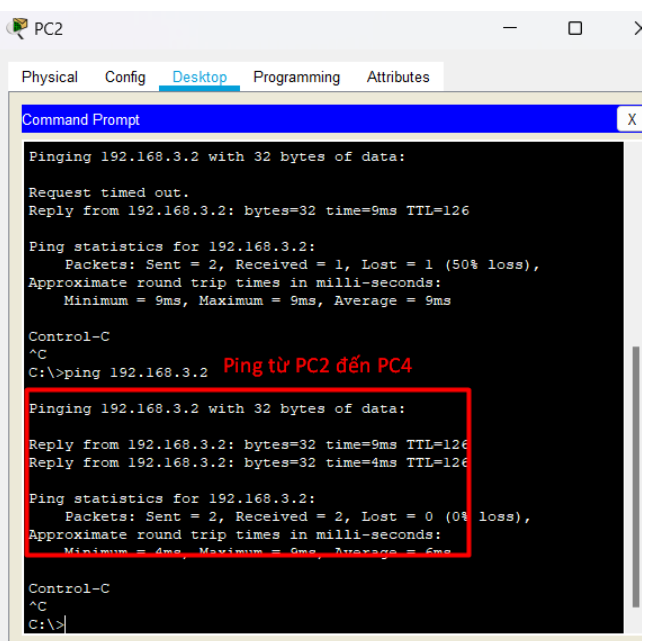 PC2
Physical Config Desktop Programming Attributes
Command Prompt X
Pinging 192.168.3.2 with 32 bytes of data:
Request timed out.
Reply from 192.168.3.2: bytes=32 time=9ms TTL=126
Ping statistics for 192.168.3.2:
Packets: Sent = 2, Received = 1, Lost = 1 (50% loss),
Approximate round trip times in milli-seconds:
Minimum = 9ms, Maximum = 9ms, Average = 9ms
Control-C
^C
C:\>ping 192.168.3.2 Ping từ PC2 đến PC4
Pinging 192.168.3.2 with 32 bytes of data:
Reply from 192.168.3.2: bytes=32 time=9ms TTL=126
Reply from 192.168.3.2: bytes=32 time=4ms TTL=126
Ping statistics for 192.168.3.2:
Packets: Sent = 2, Received = 2, Lost = 0 (0% loss),
Approximate round trip times in milli-seconds:
Minimum = 4ms, Maximum = 9ms, Average = 6ms
Control-C
^C
C:\>